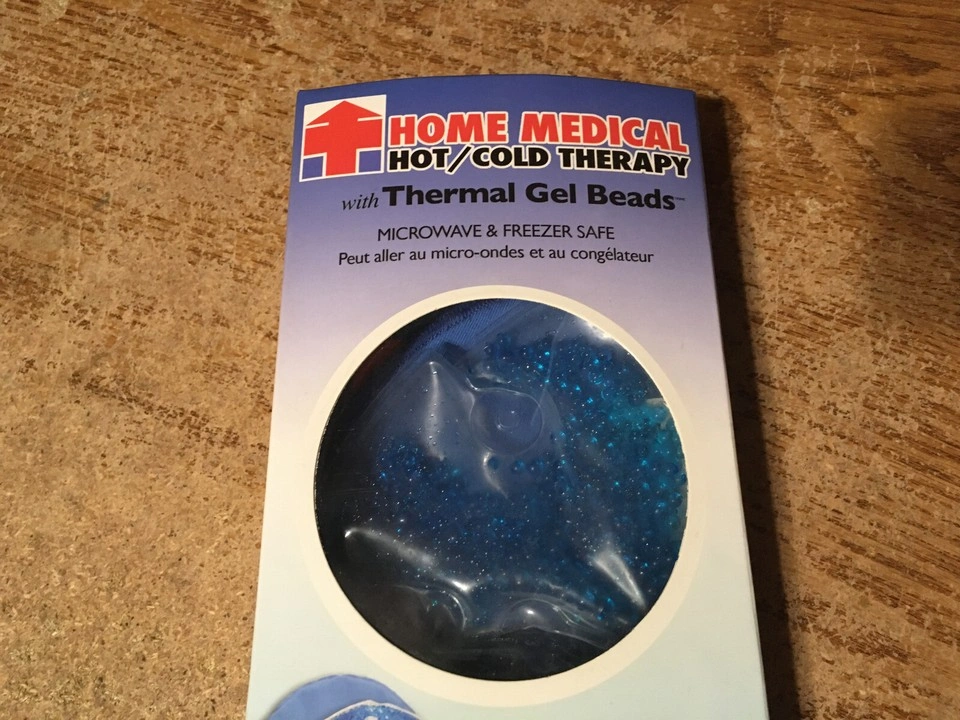 HOME MEDICAL
HOT/COLD THERAPY
with Thermal Gel Beads™
MICROWAVE & FREEZER SAFE
Peut aller au micro-ondes et au congélateur